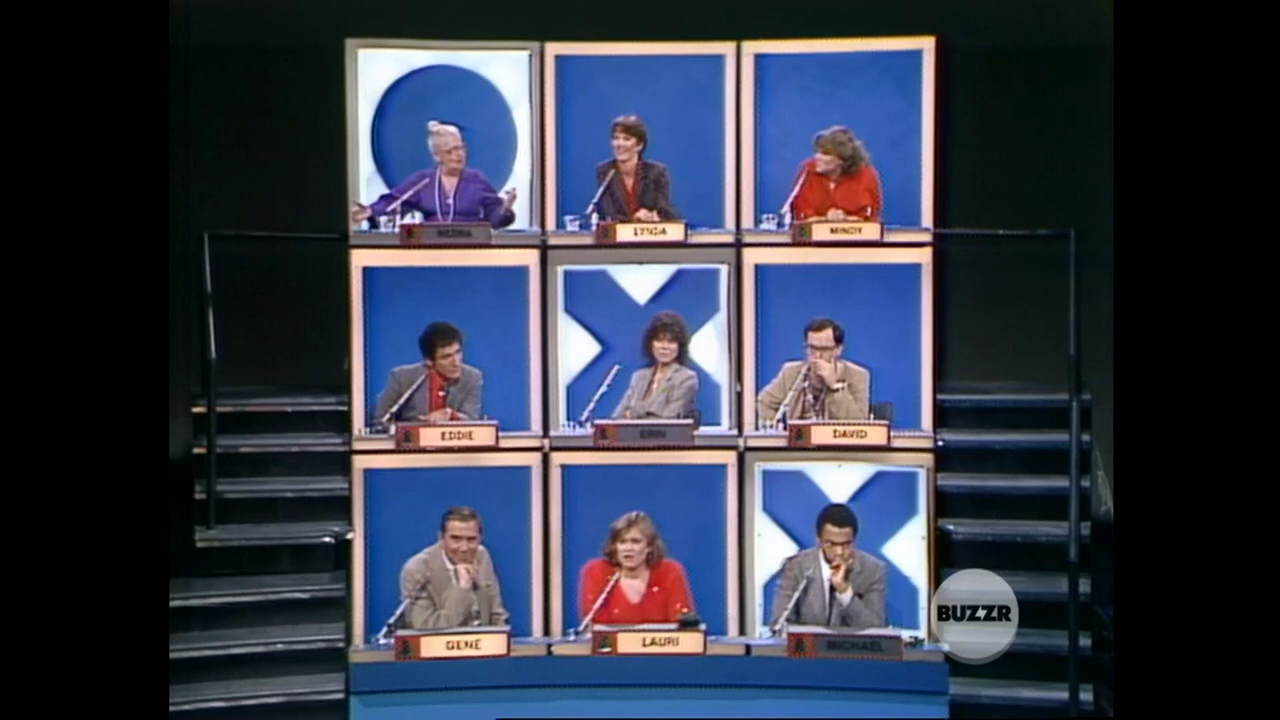 NEDRA
LYNDA
MINDY
EDDIE
ERIN
DAVID
GENE
LAURI
MICHAEL
BUZZR